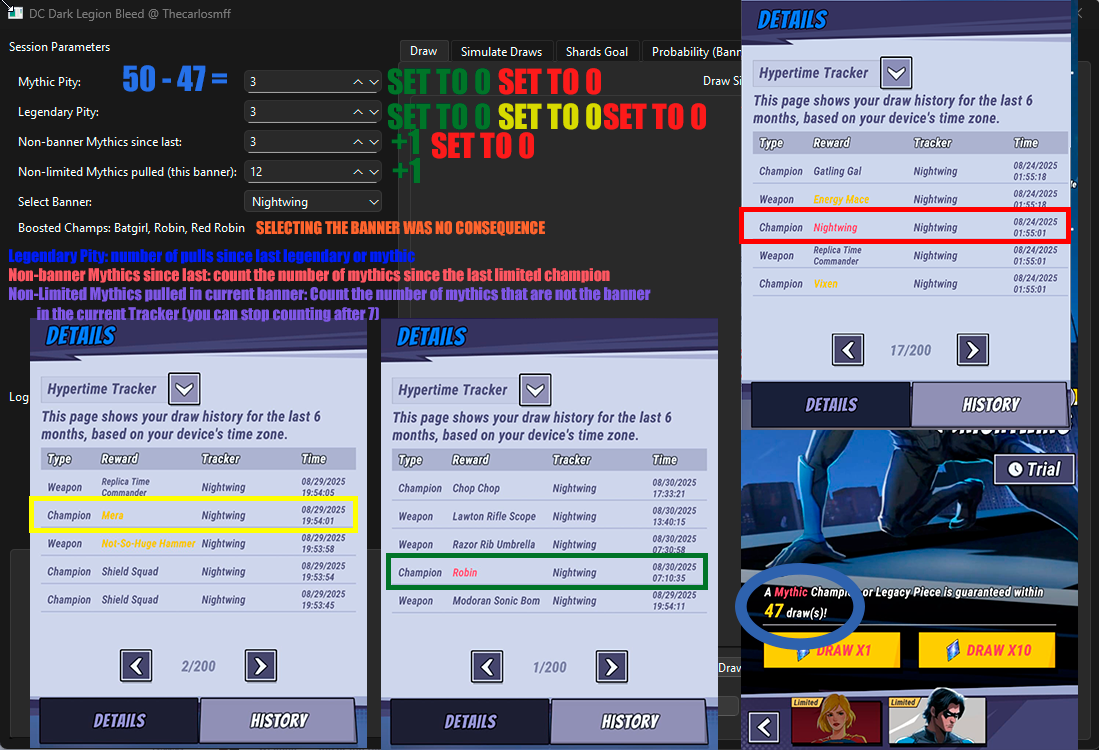 DC Dark Legion Bleed @ Thecarlosmff
Session Parameters
Mythic Pity:
50 - 47 =
3
SET TO 0 SET TO 0
Legendary Pity:
3
SET TO 0 SET TO 0 SET TO 0
Non-banner Mythics since last:
3
+1 SET TO 0
Non-limited Mythics pulled (this banner):
12
+1
Select Banner:
Nightwing
Boosted Champs: Batgirl, Robin, Red Robin
SELECTING THE BANNER WAS NO CONSEQUENCE
Legendary Pity: number of pulls since last legendary or mythic
Non-banner Mythics since last: count the number of mythics since the last limited champion
Non-Limited Mythics pulled in current banner: Count the number of mythics that are not the banner
in the current Tracker (you can stop counting after 7)
Draw
Simulate Draws
Shards Goal
Probability (Bann
Draw Si
Log
Draw
DETAILS
Hypertime Tracker
This page shows your draw history for the last 6
months, based on your device's time zone.
Type Reward Tracker Time
Weapon Replica Time Commander Nightwing 08/29/2025 19:54:05
Champion Mera Nightwing 08/29/2025 19:54:01
Weapon Not-So-Huge Hammer Nightwing 08/29/2025 19:53:58
Champion Shield Squad Nightwing 08/29/2025 19:53:54
Champion Shield Squad Nightwing 08/29/2025 19:53:45
2/200
DETAILS
HISTORY
DETAILS
Hypertime Tracker
This page shows your draw history for the last 6
months, based on your device's time zone.
Type Reward Tracker Time
Champion Chop Chop Nightwing 08/30/2025 17:33:21
Weapon Lawton Rifle Scope Nightwing 08/30/2025 13:40:15
Weapon Razor Rib Umbrella Nightwing 08/30/2025 07:30:58
Champion Robin Nightwing 08/30/2025 07:10:35
Weapon Modoran Sonic Bom Nightwing 08/29/2025 19:54:11
1/200
DETAILS
HISTORY
DETAILS
Hypertime Tracker
This page shows your draw history for the last 6
months, based on your device's time zone.
Type Reward Tracker Time
Champion Gatling Gal Nightwing 08/24/2025 01:55:18
Weapon Energy Mace Nightwing 08/24/2025 01:55:18
Champion Nightwing Nightwing 08/24/2025 01:55:01
Weapon Replica Time Commander Nightwing 08/24/2025 01:55:01
Champion Vixen Nightwing 08/24/2025 01:55:01
17/200
DETAILS
HISTORY
Trial
A Mythic Champion or Legacy Piece is guaranteed within
47 draw(s)!
DRAW X1
DRAW X10
Limited
Limited